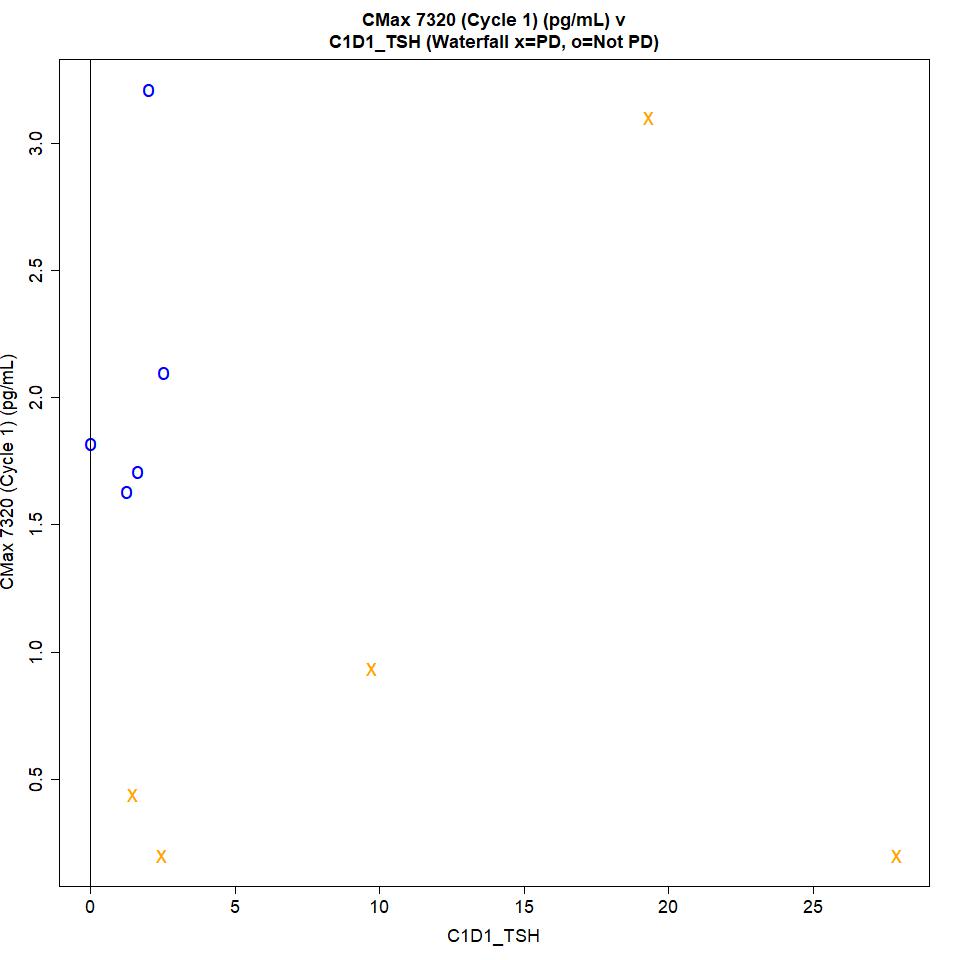 CMax 7320 (Cycle 1) (pg/mL) v
C1D1_TSH (Waterfall x=PD, o=Not PD)
CMax 7320 (Cycle 1) (pg/mL)
3.0
2.5
2.0
1.5
1.0
0.5
O
X
O
O
O
O
X
X
X
X
0 5 10 15 20 25
C1D1_TSH